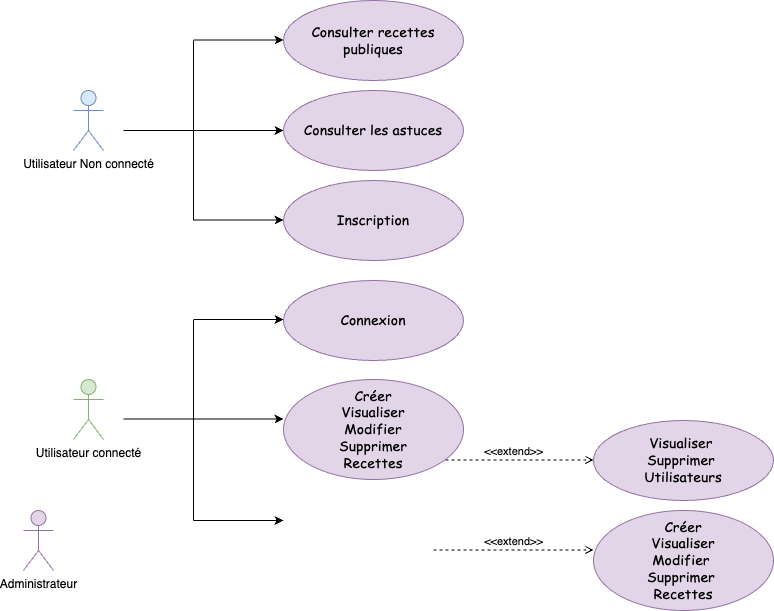 Consulter recettes
publiques
Utilisateur Non connecté
Consulter les astuces
Inscription
Connexion
Utilisateur connecté
Créer
Visualiser
Modifier
Supprimer
Recettes
<<extend>>
Visualiser
Supprimer
Utilisateurs
Administrateur
<<extend>>
Créer
Visualiser
Modifier
Supprimer
Recettes